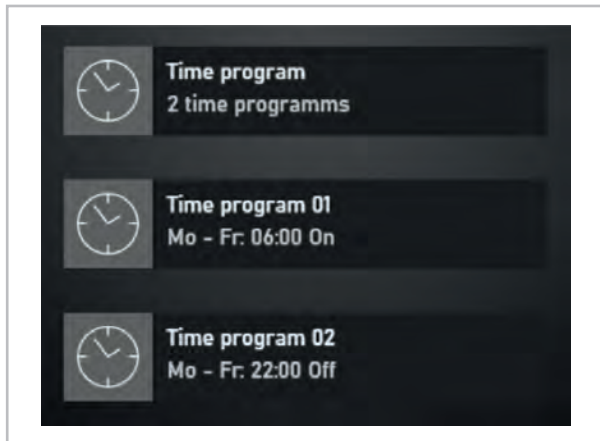 Time program
2 time programms
Time program 01
Mo - Fr: 06:00 On
Time program 02
Mo - Fr: 22:00 Off